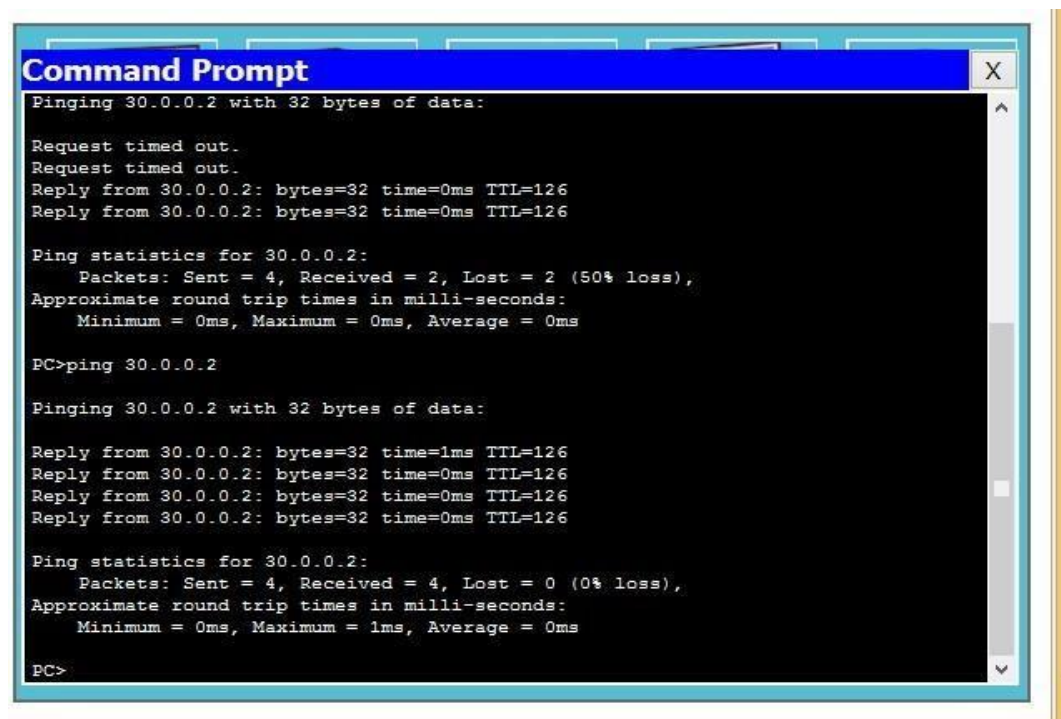 Command Prompt
X
Pinging 30.0.0.2 with 32 bytes of data:
Request timed out.
Request timed out.
Reply from 30.0.0.2: bytes=32 time=0ms TTL=126
Reply from 30.0.0.2: bytes=32 time=0ms TTL=126
Ping statistics for 30.0.0.2:
Packets: Sent = 4, Received = 2, Lost = 2 (50% loss),
Approximate round trip times in milli-seconds:
Minimum = 0ms, Maximum = 0ms, Average = 0ms
PC>ping 30.0.0.2
Pinging 30.0.0.2 with 32 bytes of data:
Reply from 30.0.0.2: bytes=32 time=1ms TTL=126
Reply from 30.0.0.2: bytes=32 time=0ms TTL=126
Reply from 30.0.0.2: bytes=32 time=0ms TTL=126
Reply from 30.0.0.2: bytes=32 time=0ms TTL=126
Ping statistics for 30.0.0.2:
Packets: Sent = 4, Received = 4, Lost = 0 (0% loss),
Approximate round trip times in milli-seconds:
Minimum = 0ms, Maximum = 1ms, Average = 0ms
PC>